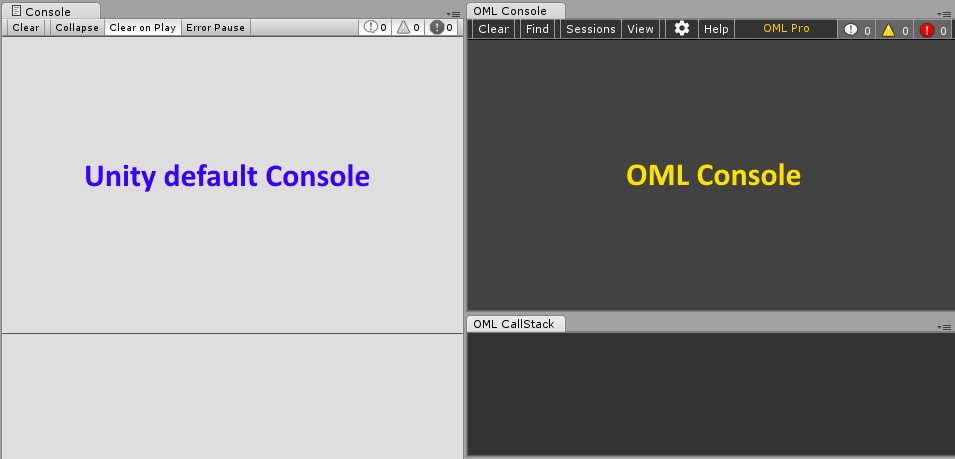 Console
Clear Collapse Clear on Play Error Pause 0 0 0
Unity default Console
OML Console
Clear Find Sessions View Help OML Pro 0 0 0
OML Console
OML CallStack